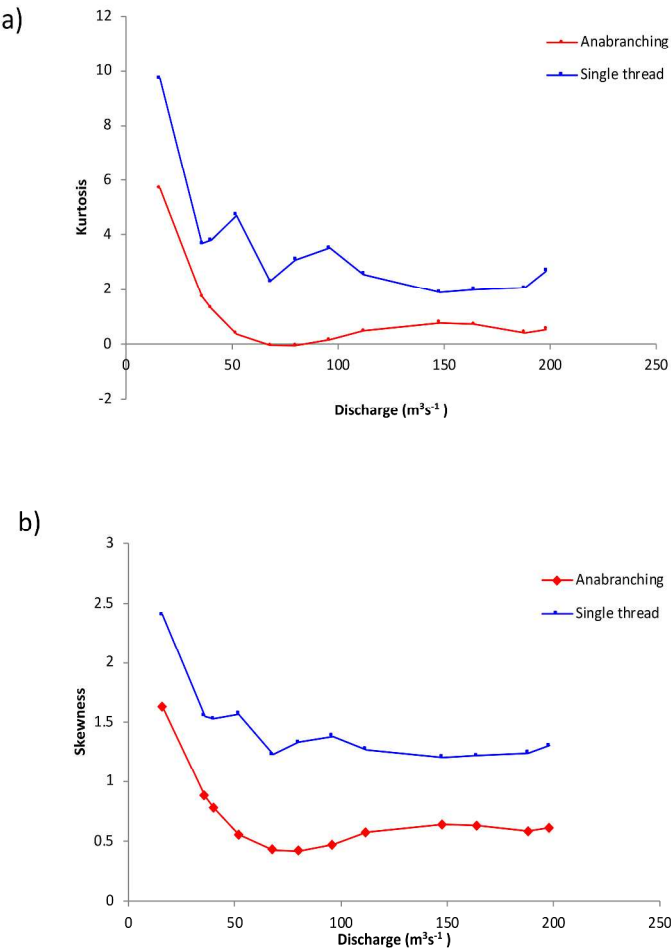 a)
12
10
8
6
4
2
0
-2
Kurtosis
Anabranching
Single thread
0 50 100 150 200 250
Discharge (m³s⁻¹ )
b)
3
2.5
2
1.5
1
0.5
0
Skewness
Anabranching
Single thread
0 50 100 150 200 250
Discharge (m³s⁻¹)